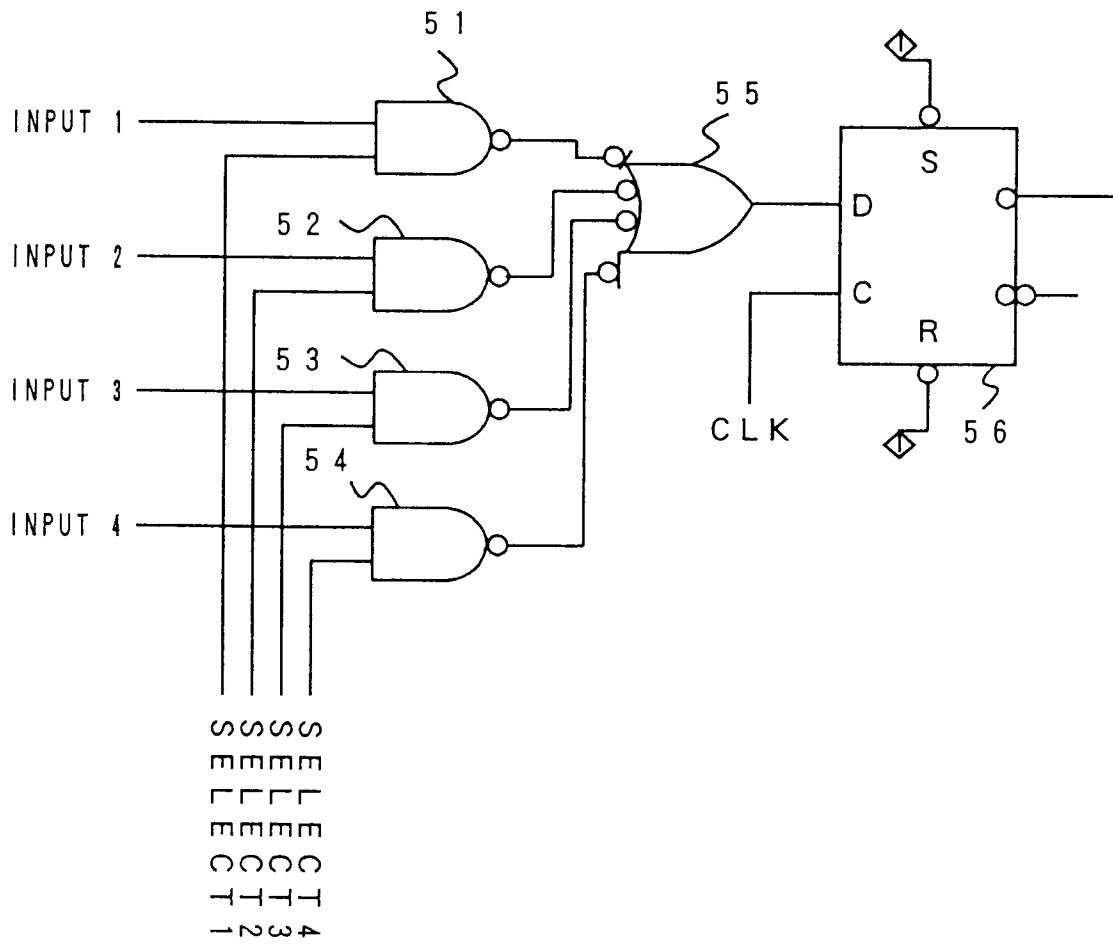 51
55
INPUT 1
S
D
52
INPUT 2
C
R
53
INPUT 3
CLK
56
54
INPUT 4
SELECT1
SELECT2
SELECT3
SELECT4